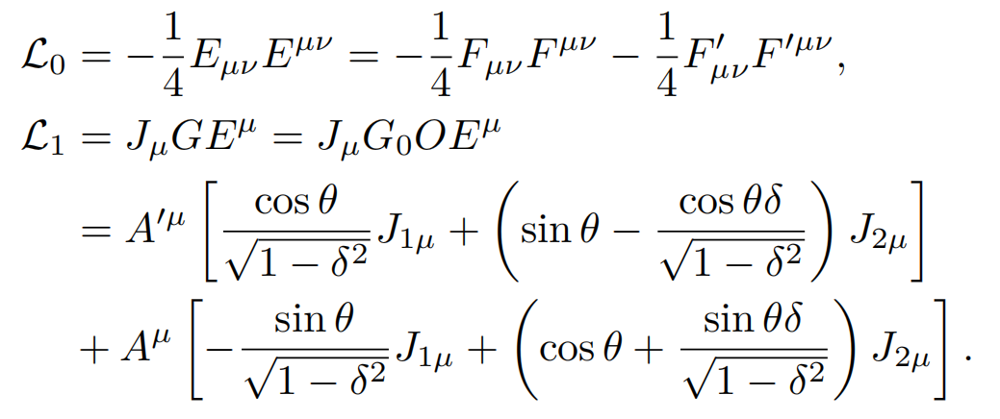 \mathcal{L}_0 = -\frac{1}{4} E_{\mu\nu} E^{\mu\nu} = -\frac{1}{4} F_{\mu\nu} F^{\mu\nu} - \frac{1}{4} F'_{\mu\nu} F'^{\mu\nu},
\mathcal{L}_1 = J_\mu G E^\mu = J_\mu G_0 O E^\mu
= A'^\mu \left[ \frac{\cos\theta}{\sqrt{1-\delta^2}} J_{1\mu} + \left( \sin\theta - \frac{\cos\theta\delta}{\sqrt{1-\delta^2}} \right) J_{2\mu} \right]
+ A^\mu \left[ -\frac{\sin\theta}{\sqrt{1-\delta^2}} J_{1\mu} + \left( \cos\theta + \frac{\sin\theta\delta}{\sqrt{1-\delta^2}} \right) J_{2\mu} \right].